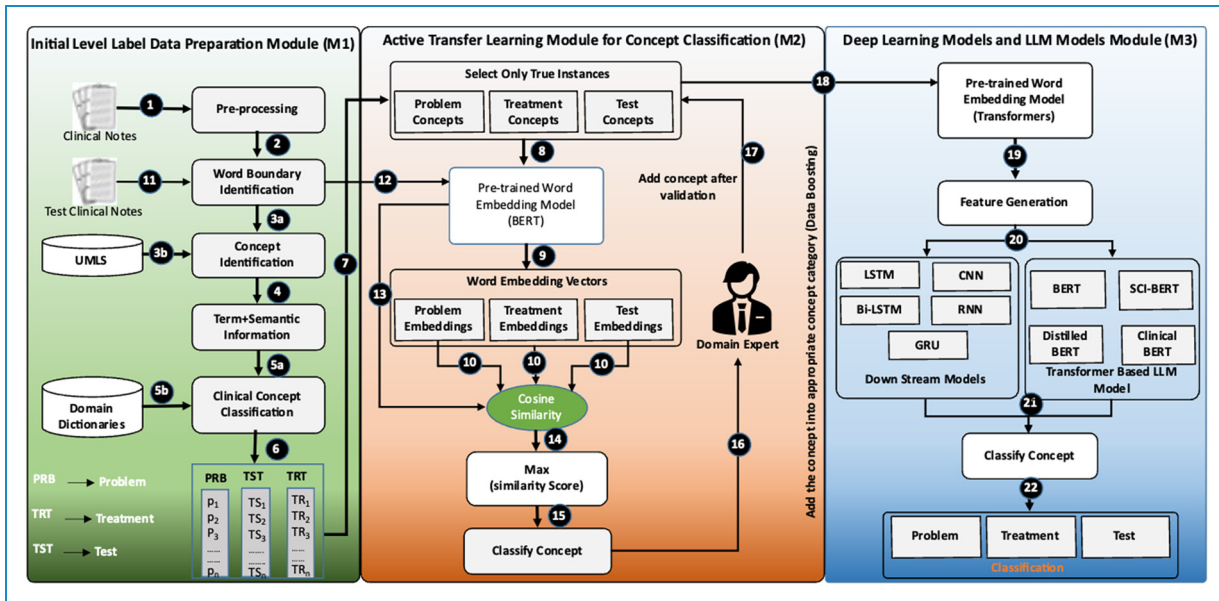 Initial Level Label Data Preparation Module (M1)
1
Pre-processing
Clinical Notes
2
11
Word Boundary
Identification
12
Test Clinical Notes
3a
3b
UMLS
Concept
Identification
4
Term+Semantic
Information
5a
5b
Domain
Dictionaries
Clinical Concept
Classification
6
PRB
Problem
TRT
Treatment
TST
Test
PRB
TST
TRT
p1
TS1
TR1
p2
TS2
TR2
P3
TS3
TR3
......
.......
......
......
......
......
pn
TSn
TRn
7
Active Transfer Learning Module for Concept Classification (M2)
Select Only True Instances
Problem
Concepts
Treatment
Concepts
Test
Concepts
8
Pre-trained Word
Embedding Model
(BERT)
9
13
Word Embedding Vectors
Problem
Embeddings
Treatment
Embeddings
Test
Embeddings
10
10
10
Cosine
Similarity
14
Max
(similarity Score)
15
Classify Concept
16
Domain Expert
17
Add concept after
validation
18
Add the concept into appropriate concept category (Data Boosting)
Deep Learning Models and LLM Models Module (M3)
Pre-trained Word
Embedding Model
(Transformers)
19
Feature Generation
20
LSTM
CNN
Bi-LSTM
RNN
GRU
Down Stream Models
BERT
SCI-BERT
Distilled
BERT
Clinical
BERT
Transformer Based LLM
Model
21
Classify Concept
22
Problem
Treatment
Test
Classification